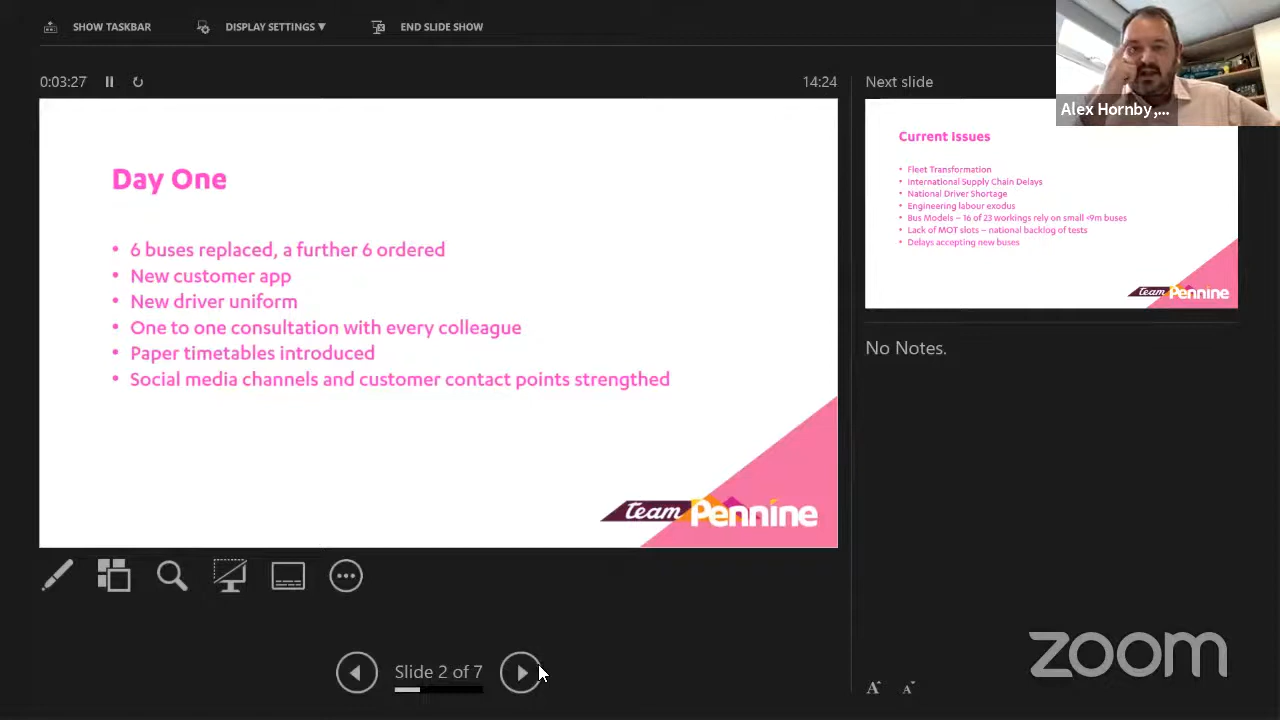 SHOW TASKBAR
DISPLAY SETTINGS ▼
END SLIDE SHOW
0:03:27
14:24
Next slide
Alex Hornby,...
Day One
• 6 buses replaced, a further 6 ordered
• New customer app
• New driver uniform
• One to one consultation with every colleague
• Paper timetables introduced
• Social media channels and customer contact points strengthed
team Pennine
Current Issues
• Fleet Transformation
• International Supply Chain Delays
• National Driver Shortage
• Engineering labour exodus
• Bus Models – 16 of 23 workings rely on small <9m buses
• Lack of MOT slots – national backlog of tests
• Delays accepting new buses
team Pennine
No Notes.
Slide 2 of 7
A A
zoom